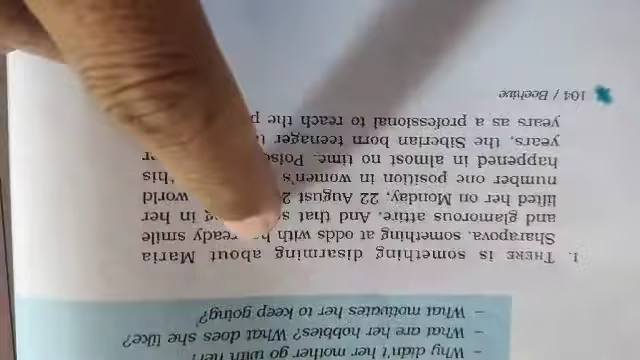 – Why didn't her mother go with her?
– What are her hobbies? What does she like
– What motivates her to keep going?
1. THERE is something disarming about Maria
Sharapova, something at odds with ready smile
and glamorous attire. And that in her
lifted her on Monday, 22 August world
number one position in women's
happened in almost no time.
years, the Siberian born teenager
years as a professional to reach the
104 / Beehive